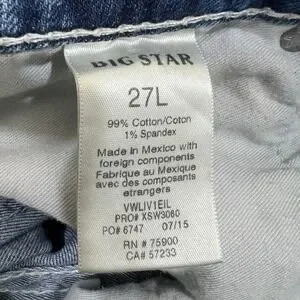 BIG STAR
27L
99% Cotton/Coton
1% Spandex
Made in Mexico with
foreign components
Fabrique au Mexique
avec des composants
etrangers
VWLIV1EIL
PRO# XSW3060
PO# 6747 07/15
RN # 75900
CA# 57233